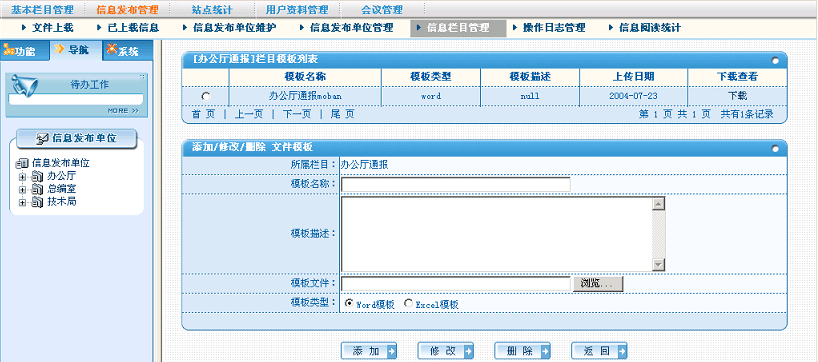 基本栏目管理 信息发布管理 站点统计 用户资料管理 会议管理
文件上载 已上载信息 信息发布单位维护 信息发布单位管理 信息栏目管理 操作日志管理 信息阅读统计
功能 导航 系统
待办工作
MORE >>
信息发布单位
信息发布单位
办公厅
总编室
技术局
[办公厅通报]栏目模板列表
模板名称 模板类型 模板描述 上传日期 下载查看
办公厅通报moban word null 2004-07-23 下载
首 页 | 上一页 | 下一页 | 尾 页 第 1 页 共 1 页 共有1条记录
添加/修改/删除 文件模板
所属栏目：办公厅通报
模板名称：
模板描述：
模板文件： 浏览...
模板类型： Word模板 Excel模板
添 加 修 改 删 除 返 回